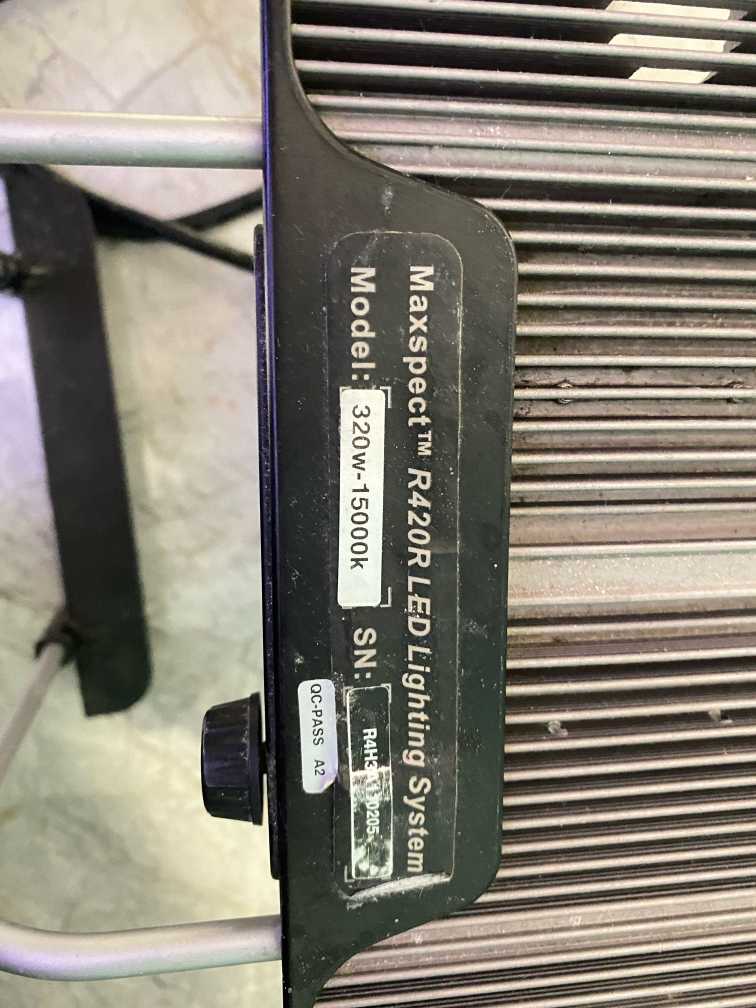 Maxspect™ R420R LED Lighting System
Model: 320w-15000k SN:
QC-PASS A2